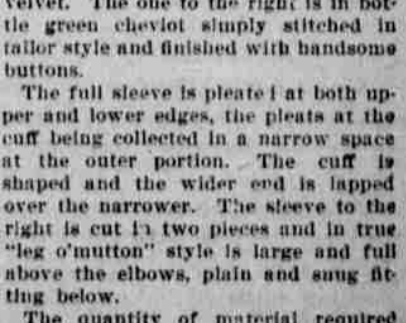 velvet. The one to the right is in bot-
tle green cheviot simply stitched in
tailor style and finished with handsome
buttons.
The full sleeve is pleated at both up-
per and lower edges, the pleats at the
cuff being collected in a narrow space
at the outer portion. The cuff is
shaped and the wider end is lapped
over the narrower. The sleeve to the
right is cut in two pieces and in true
"leg o'mutton" style is large and full
above the elbows, plain and snug fit-
ting below.
The quantity of material required